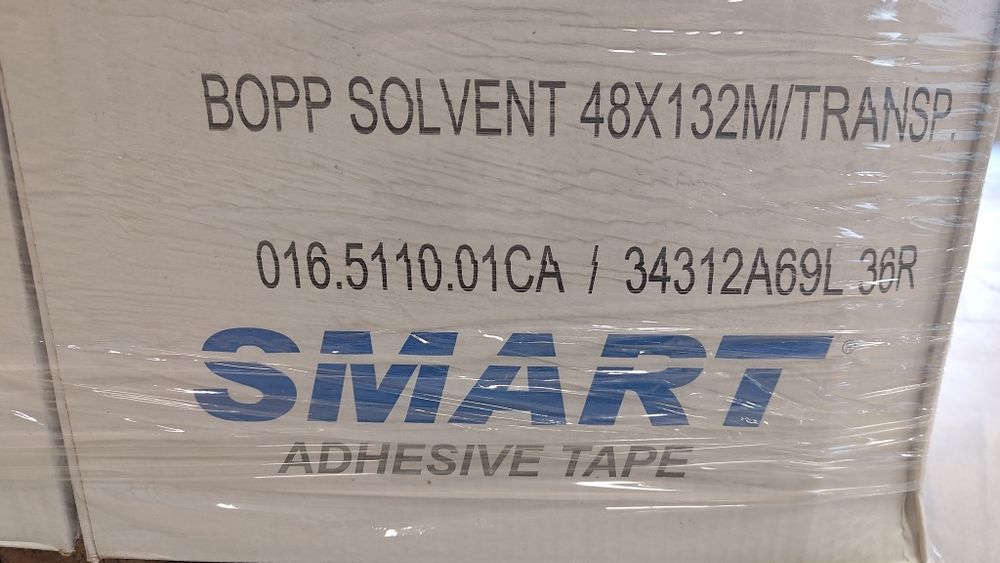 BOPP SOLVENT 48X132M/TRANSP.
016.5110.01CA / 34312A69L 36R
SMART®
ADHESIVE TAPE